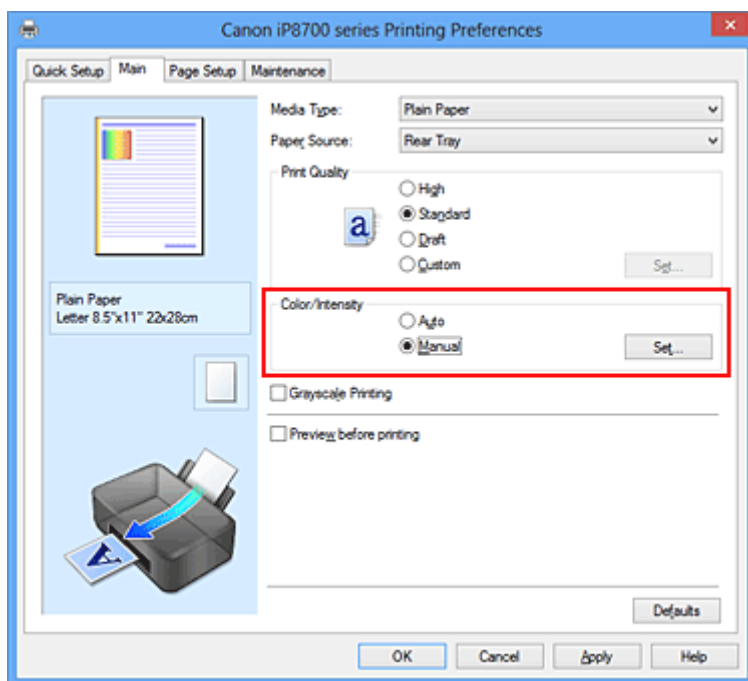 Canon iP8700 series Printing Preferences
Quick Setup Main Page Setup Maintenance
Media Type: Plain Paper
Paper Source: Rear Tray
Print Quality
High
a
Standard
Draft
Custom
Set...
Plain Paper
Letter 8.5"x11" 22x28cm
Color/Intensity
Auto
Manual
Set...
Grayscale Printing
Preview before printing
A
Defaults
OK Cancel Apply Help